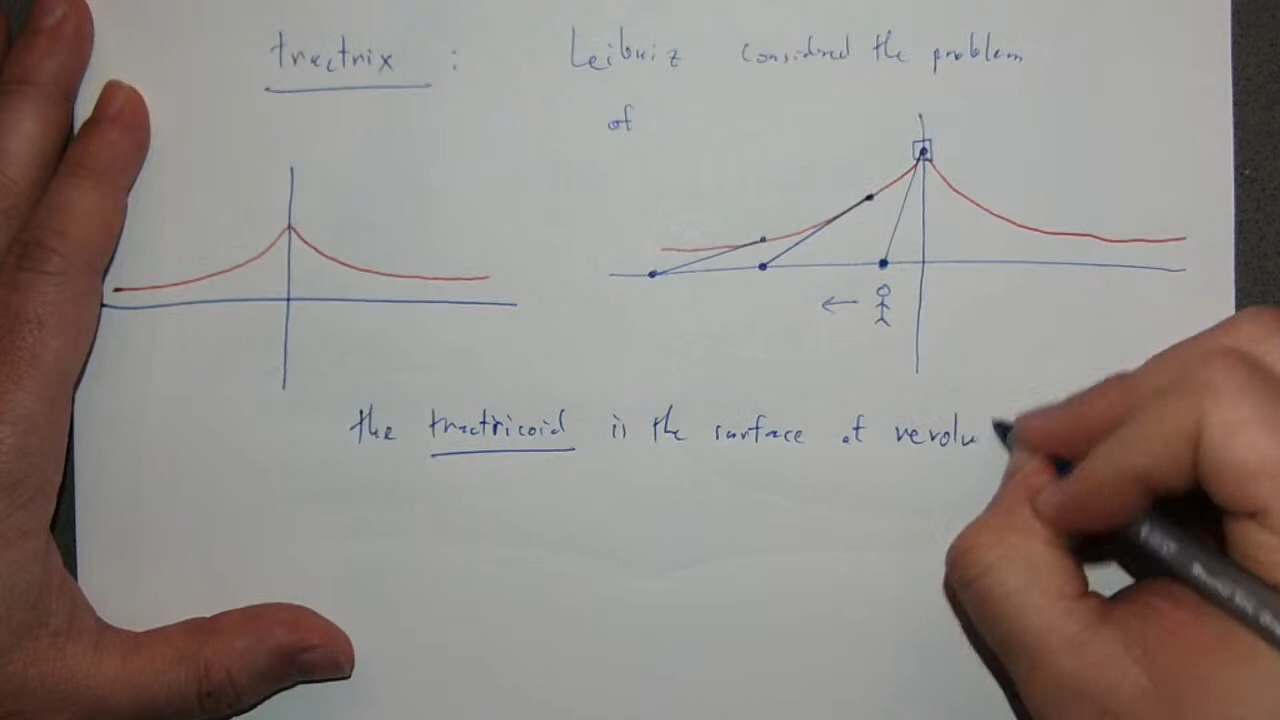 tractrix : Leibniz considered the problem
of
the tractricoid is the surface of revolu